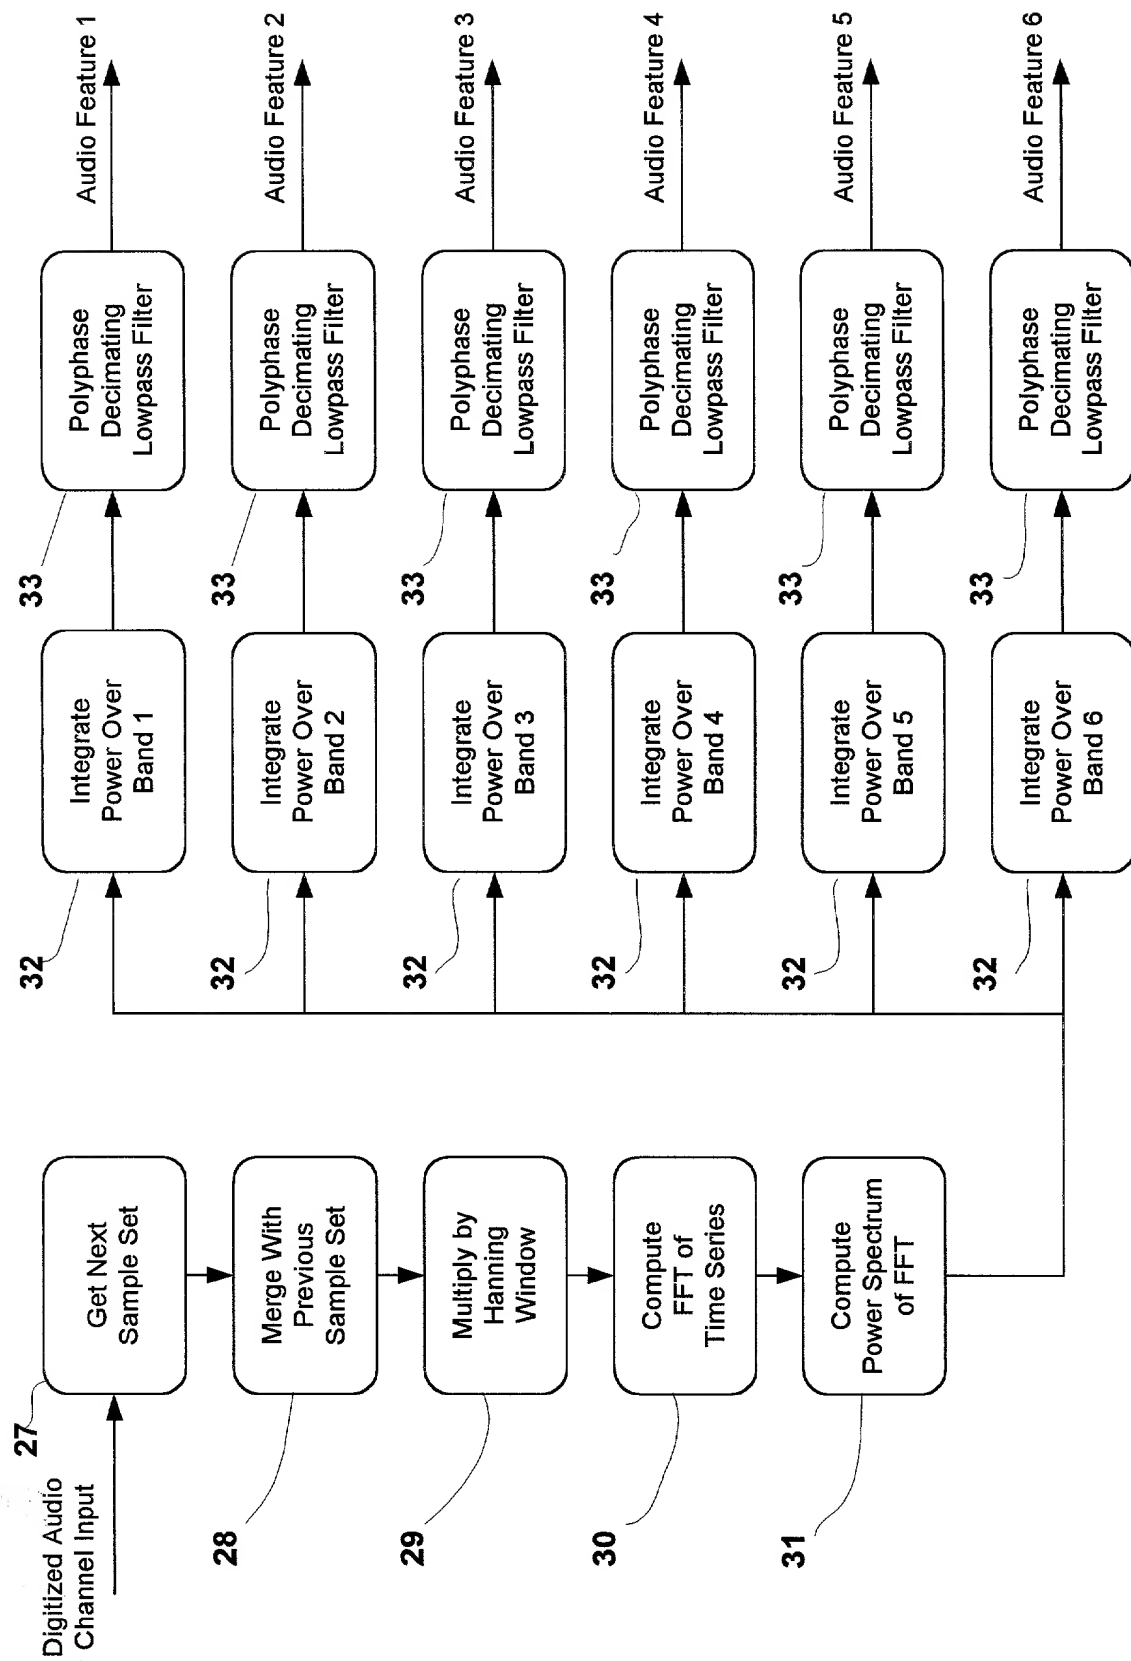 Digitized Audio
Channel Input
27
Get Next
Sample Set
28
Merge With
Previous
Sample Set
29
Multiply by
Hanning
Window
30
Compute
FFT of
Time Series
31
Compute
Power Spectrum
of FFT
32
Integrate
Power Over
Band 1
33
Polyphase
Decimating
Lowpass Filter
Audio Feature 1
32
Integrate
Power Over
Band 2
33
Polyphase
Decimating
Lowpass Filter
Audio Feature 2
32
Integrate
Power Over
Band 3
33
Polyphase
Decimating
Lowpass Filter
Audio Feature 3
32
Integrate
Power Over
Band 4
33
Polyphase
Decimating
Lowpass Filter
Audio Feature 4
32
Integrate
Power Over
Band 5
33
Polyphase
Decimating
Lowpass Filter
Audio Feature 5
32
Integrate
Power Over
Band 6
33
Polyphase
Decimating
Lowpass Filter
Audio Feature 6